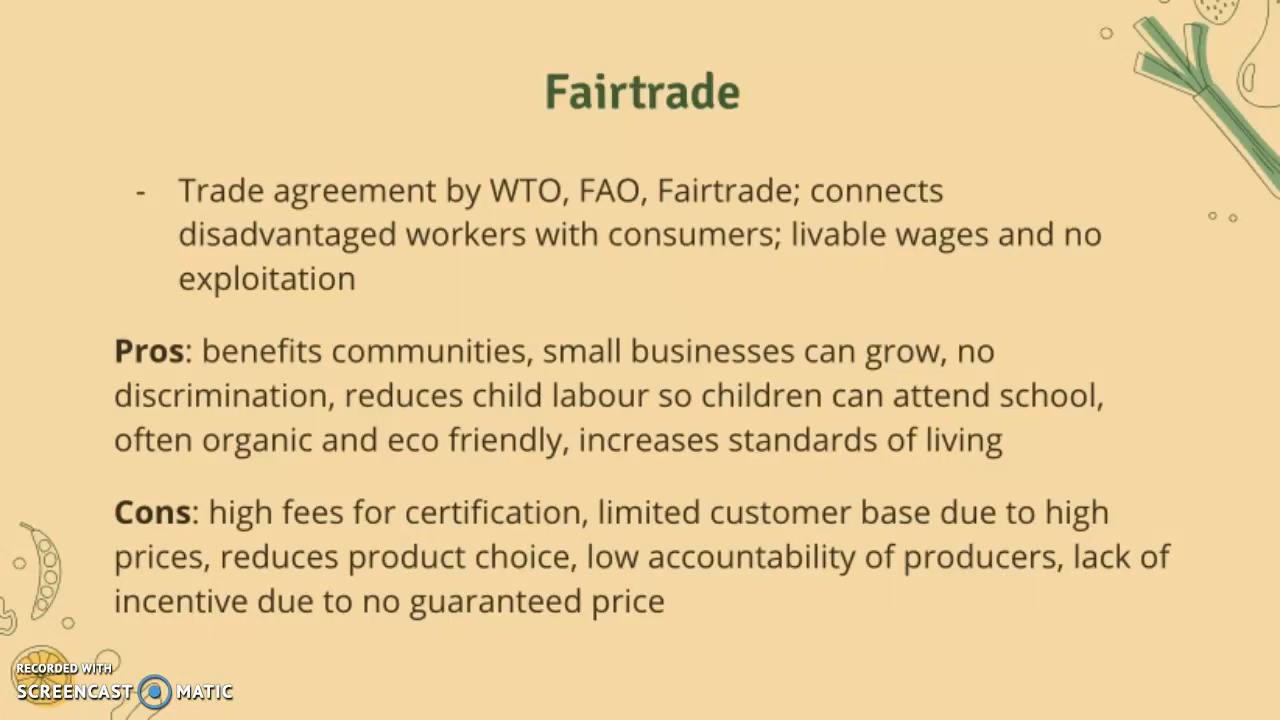 Fairtrade
- Trade agreement by WTO, FAO, Fairtrade; connects
disadvantaged workers with consumers; livable wages and no
exploitation
Pros: benefits communities, small businesses can grow, no
discrimination, reduces child labour so children can attend school,
often organic and eco friendly, increases standards of living
Cons: high fees for certification, limited customer base due to high
prices, reduces product choice, low accountability of producers, lack of
incentive due to no guaranteed price
RECORDED WITH
SCREENCAST MATIC